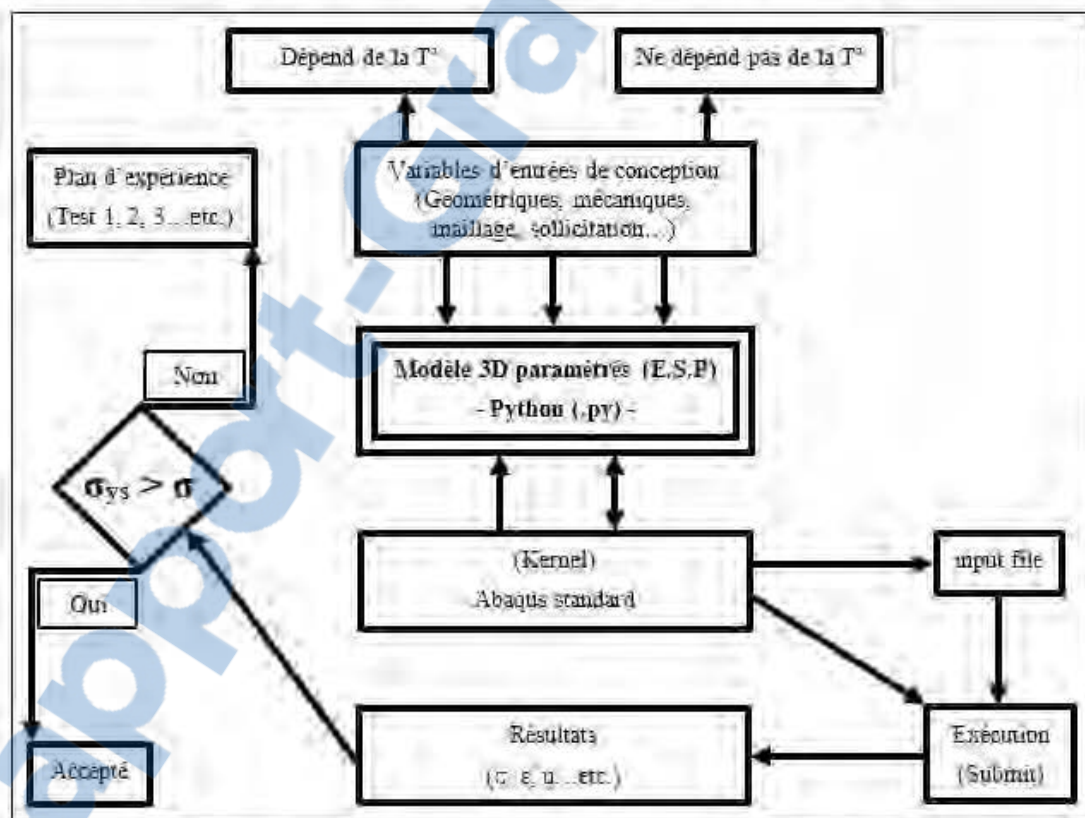 Dépend de la T°
Ne dépend pas de la T°
Plan d'expérience
(Test 1, 2, 3…etc.)
Variables d'entrées de conception
(Géometriques, mécaniques,
maillage, sollicitation…)
Non
Modèle 3D paramètres (E,S,P)
- Python (.py) -
σys > σ
(Kernel)
Abaqus standard
input file
Oui
Résultats
(σ, ε, u…etc.)
Exécution
(Submit)
Accepté